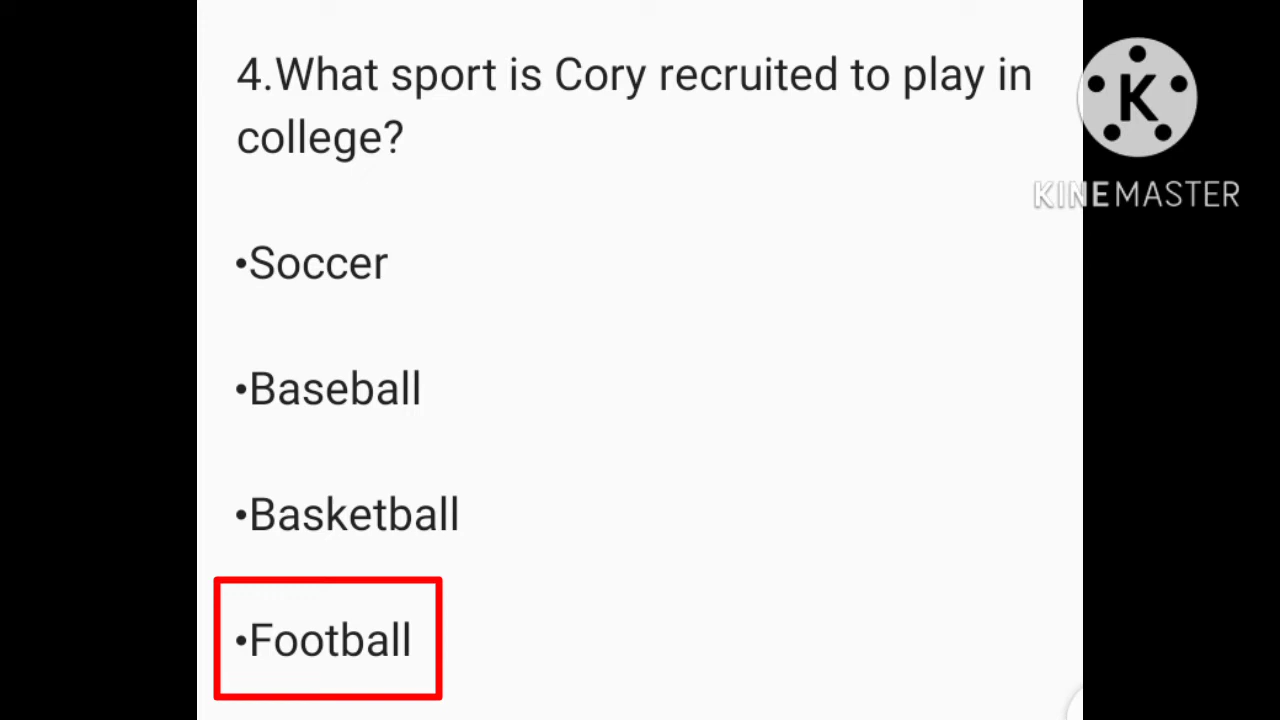 4.What sport is Cory recruited to play in
college?
•Soccer
•Baseball
•Basketball
•Football
K
KINEMASTER